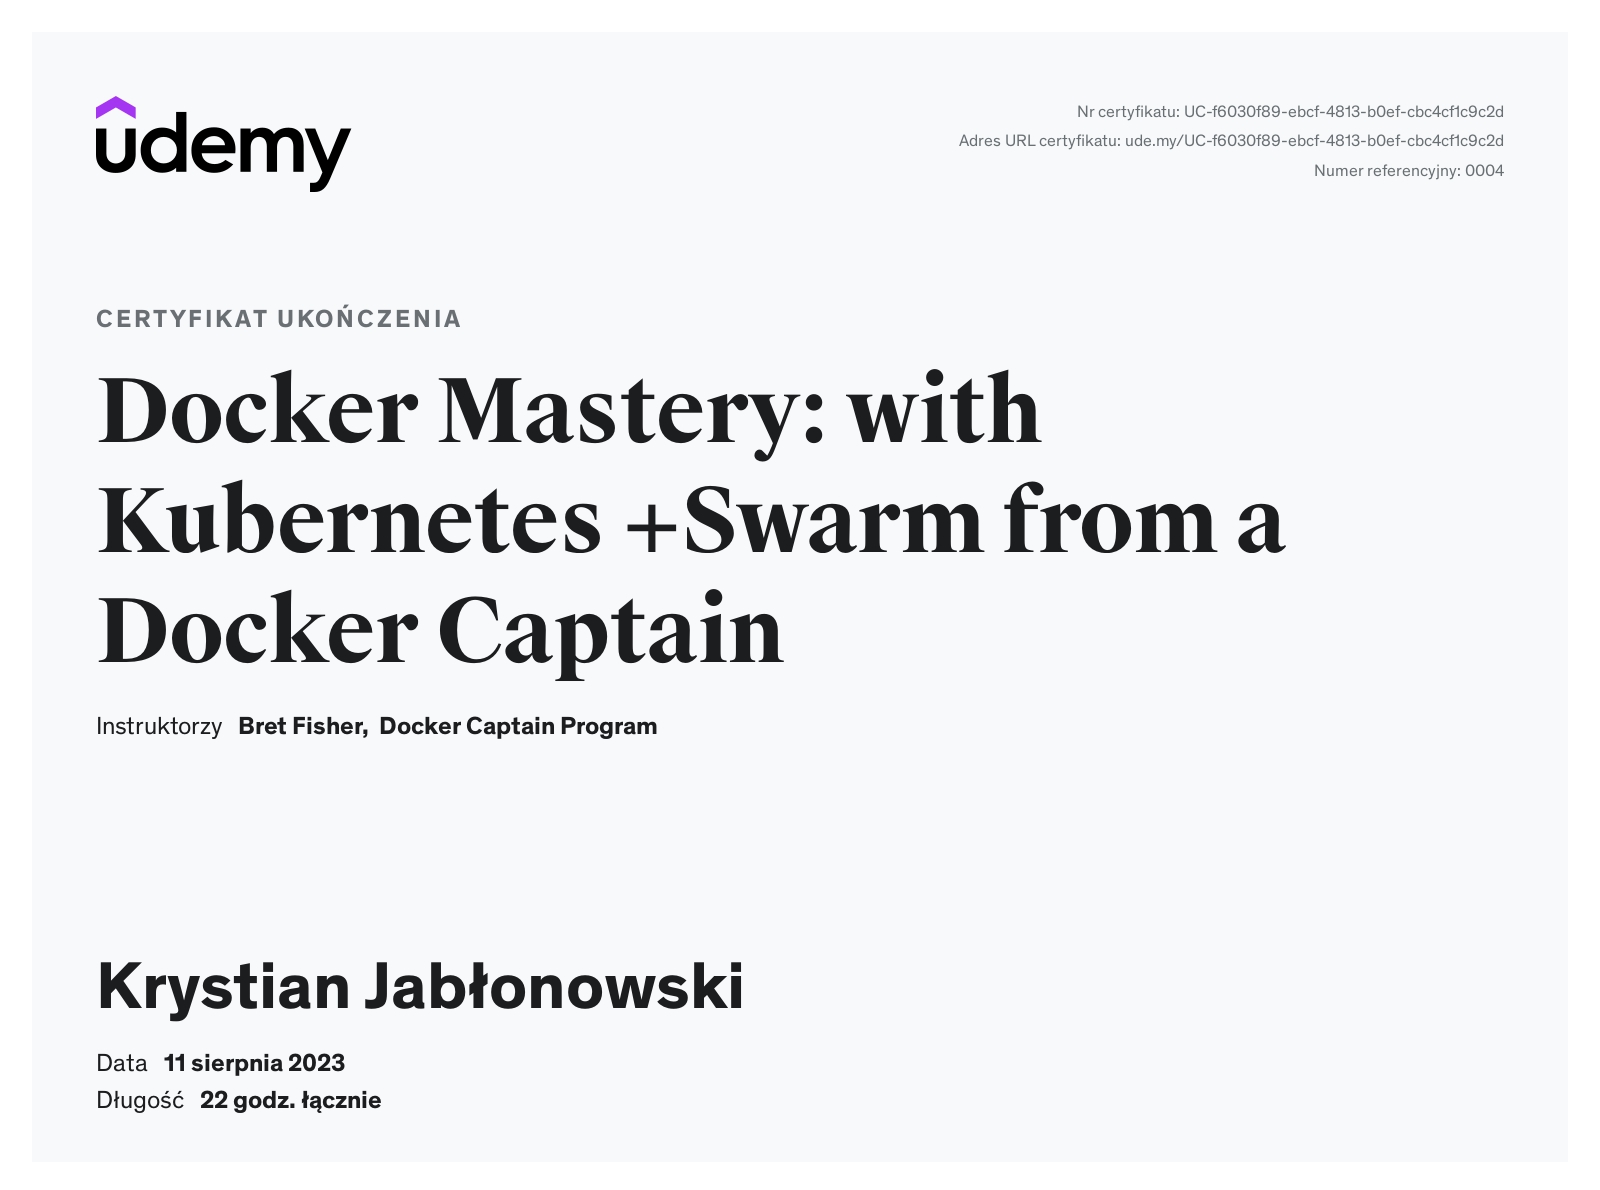 udemy
Nr certyfikatu: UC-f6030f89-ebcf-4813-b0ef-cbc4cf1c9c2d
Adres URL certyfikatu: ude.my/UC-f6030f89-ebcf-4813-b0ef-cbc4cf1c9c2d
Numer referencyjny: 0004
CERTYFIKAT UKOŃCZENIA
Docker Mastery: with
Kubernetes +Swarm from a
Docker Captain
Instruktorzy Bret Fisher, Docker Captain Program
Krystian Jabłonowski
Data 11 sierpnia 2023
Długość 22 godz. łącznie